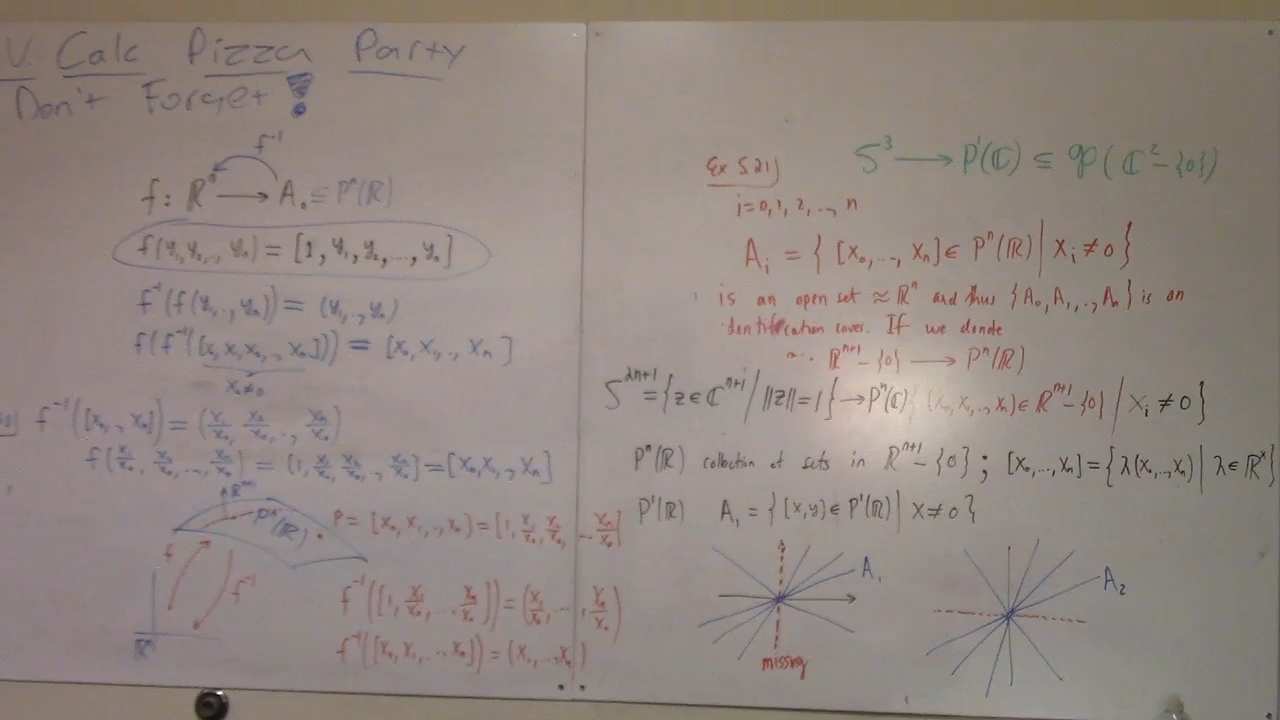 V. Calc Pizza Party
Don't Forget!
f⁻¹
f: ℝⁿ ⟶ A₀ ⊆ Pⁿ(ℝ)
f(y₁,y₂,.., yₙ) = [1, y₁, y₂, ..., yₙ]
f⁻¹(f(y₁,.., yₙ)) = (y₁,.., yₙ)
f(f⁻¹([x₀,x₁,x₂,.., xₙ])) = [x₀, x₁,.., xₙ]
x₀≠0
f⁻¹([x₀,.., xₙ]) = (x₁/x₀, x₂/x₀,.., xₙ/x₀)
f(x₁/x₀, x₂/x₀,..., xₙ/x₀) = (1, x₁/x₀, x₂/x₀,.., xₙ/x₀] = [x₀,x₁,.., xₙ]
Pⁿ(ℝ).
f
f⁻¹
ℝⁿ
P = [x₀, x₁,.., xₙ] = [1, x₁/x₀, x₂/x₀, ... xₙ/x₀]
f⁻¹([1, x₁/x₀,..., xₙ/x₀]) = (x₁/x₀, ..., xₙ/x₀)
f⁻¹([x₀, x₁,..., xₙ]) = (x₁,..., xₙ)
S³ ⟶ P¹(ℂ) ⊆ 𝒫(ℂ²-{0})
Ex 5.21)
i=0,1,2,.., n
Aᵢ = { [x₀,..., xₙ] ∈ Pⁿ(ℝ) | xᵢ ≠ 0 }
is an open set ≈ ℝⁿ and thus {A₀, A₁,.., Aₙ} is an
identification cover. If we denote
ℝⁿ⁺¹-{0} ⟶ Pⁿ(ℝ)
S²ⁿ⁺¹ = {z∈ℂⁿ⁺¹ / ||z||=1} → Pⁿ(ℂ) (x₀,x₁,.., xₙ) ∈ ℝⁿ⁺¹-{0} | xᵢ ≠ 0 }
Pⁿ(ℝ) collection of sets in ℝⁿ⁺¹-{0} ; [x₀,..., xₙ] = {λ(x₀,.., xₙ) | λ∈ℝˣ}
P¹(ℝ) A₁ = {[x,y) ∈ P¹(ℝ) | x≠0 }
A₁
missing
A₂